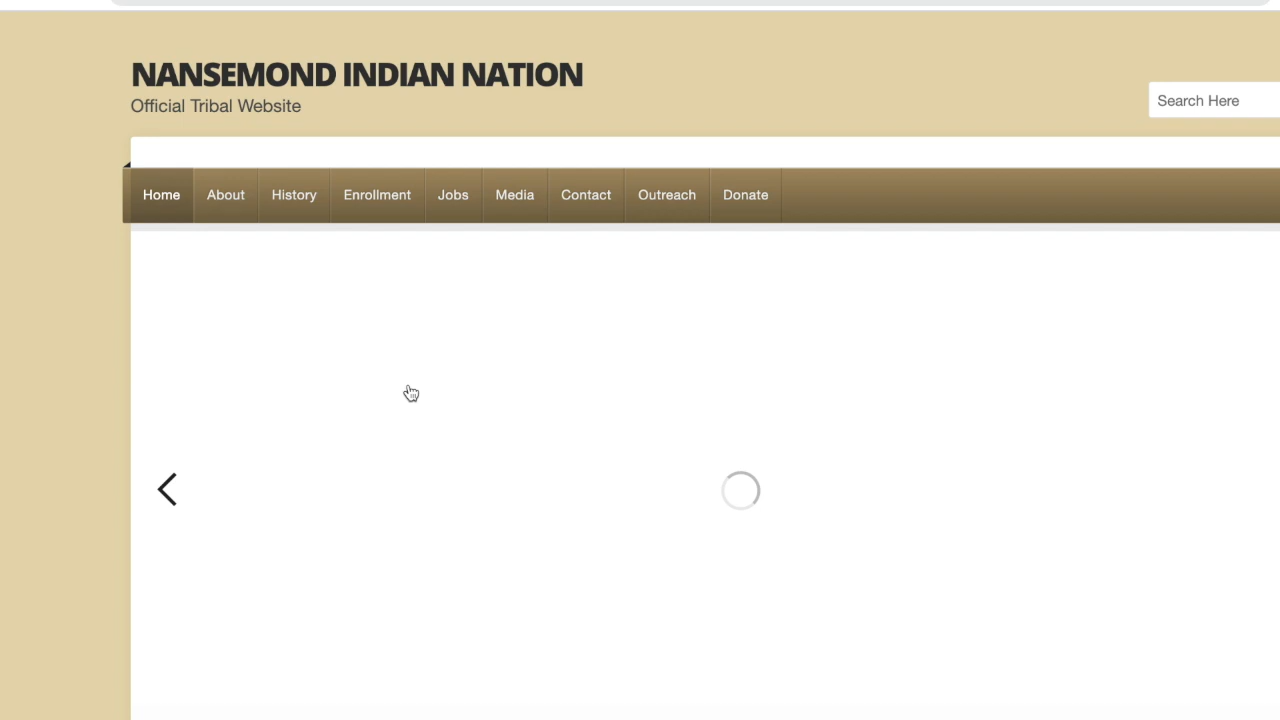 NANSEMOND INDIAN NATION
Official Tribal Website
Search Here
Home About History Enrollment Jobs Media Contact Outreach Donate